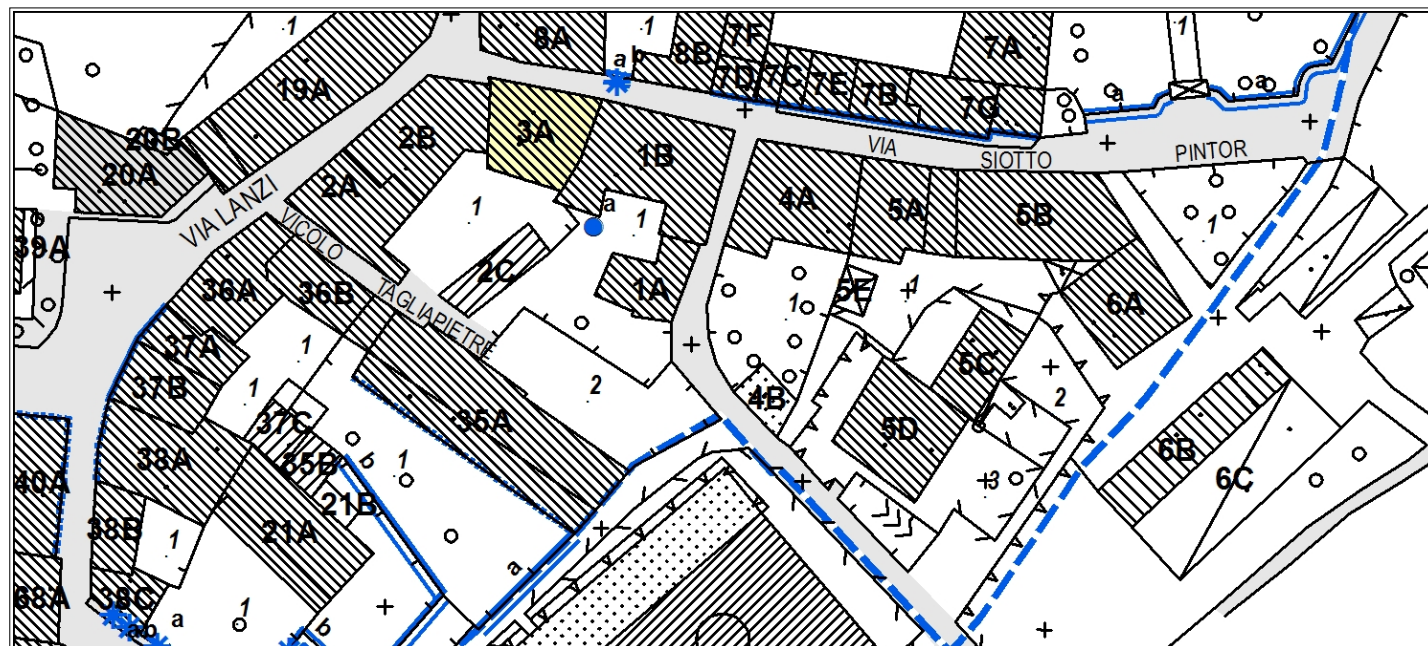 1
1
8A
a b
8B
7F
7D
7C
7E
7B
7G
7A
1
a
a
19A
20B
20A
2B
2A
3A
1B
VIA SIOTTO PINTOR
VIA LANZI
VICOLO TAGLIAPIETRE
1
a
1
4A
5A
5B
1
39A
36A
36B
2C
1A
5E
1
1
6A
37A
37B
1
1
2
5C
5D
2
4B
37C
35A
1
35B
b
21B
38A
40A
38B
1
21A
3
6B
6C
68A
38C
a b
a
1
b
a